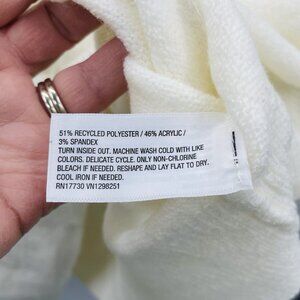 51% RECYCLED POLYESTER / 46% ACRYLIC /
3% SPANDEX
TURN INSIDE OUT. MACHINE WASH COLD WITH LIKE
COLORS. DELICATE CYCLE. ONLY NON-CHLORINE
BLEACH IF NEEDED. RESHAPE AND LAY FLAT TO DRY.
COOL IRON IF NEEDED.
RN17730 VN1298251